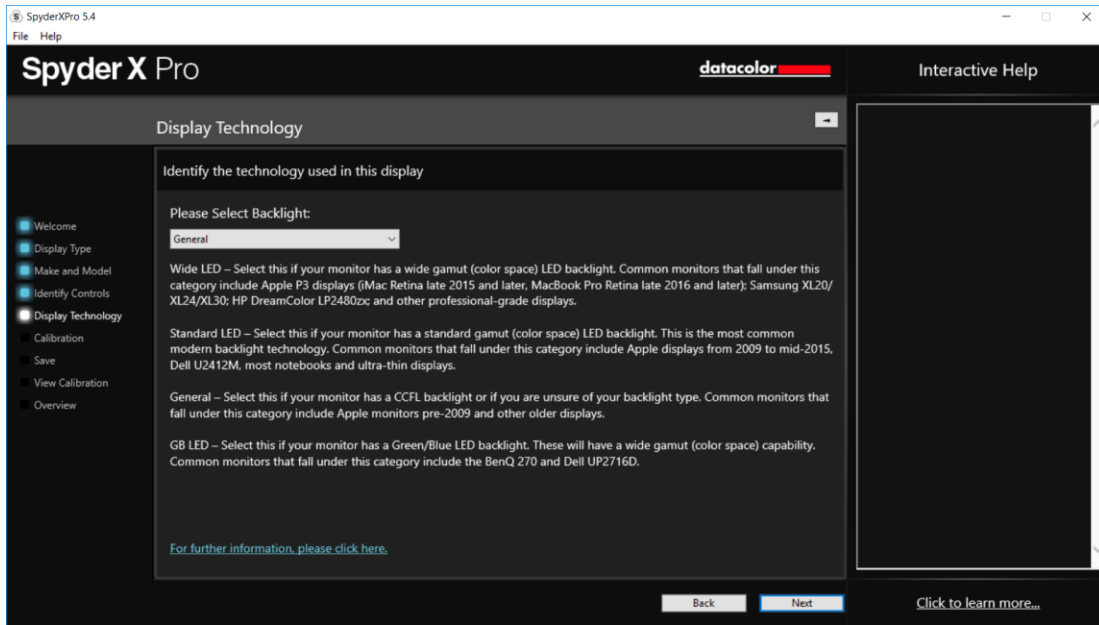 SpyderXPro 5.4
File Help
Spyder X Pro
datacolor
Interactive Help
Display Technology
Identify the technology used in this display
Please Select Backlight:
General
Wide LED – Select this if your monitor has a wide gamut (color space) LED backlight. Common monitors that fall under this
category include Apple P3 displays (iMac Retina late 2015 and later, MacBook Pro Retina late 2016 and later); Samsung XL20/
XL24/XL30; HP DreamColor LP2480zx; and other professional-grade displays.
Standard LED – Select this if your monitor has a standard gamut (color space) LED backlight. This is the most common
modern backlight technology. Common monitors that fall under this category include Apple displays from 2009 to mid-2015,
Dell U2412M, most notebooks and ultra-thin displays.
General – Select this if your monitor has a CCFL backlight or if you are unsure of your backlight type. Common monitors that
fall under this category include Apple monitors pre-2009 and other older displays.
GB LED – Select this if your monitor has a Green/Blue LED backlight. These will have a wide gamut (color space) capability.
Common monitors that fall under this category include the BenQ 270 and Dell UP2716D.
For further information, please click here.
Welcome
Display Type
Make and Model
Identify Controls
Display Technology
Calibration
Save
View Calibration
Overview
Back
Next
Click to learn more...